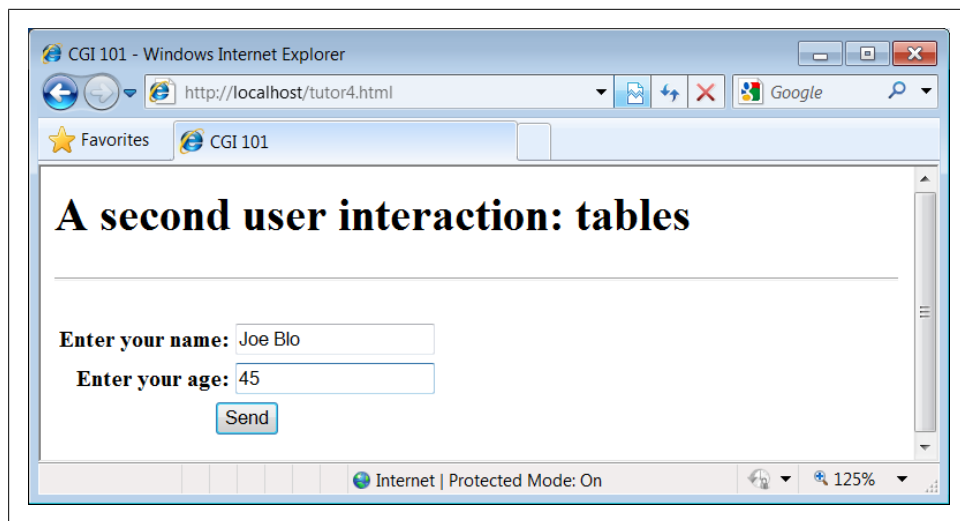 CGI 101 - Windows Internet Explorer
http://localhost/tutor4.html
Google
Favorites
CGI 101
A second user interaction: tables
Enter your name: Joe Blo
Enter your age: 45
Send
Internet | Protected Mode: On
125%